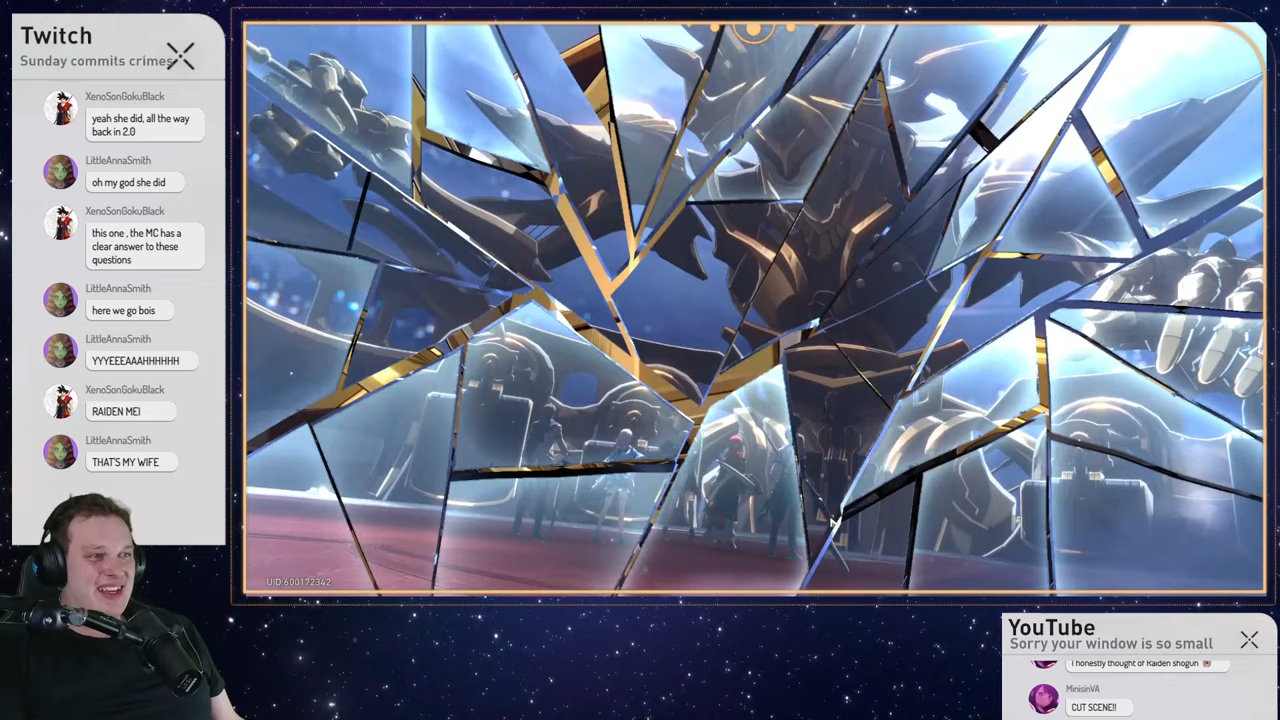 Twitch
Sunday commits crimes
XenoSonGokuBlack
yeah she did, all the way
back in 2.0
LittleAnnaSmith
oh my god she did
XenoSonGokuBlack
this one , the MC has a
clear answer to these
questions
LittleAnnaSmith
here we go bois
LittleAnnaSmith
YYYEEEAAAHHHHHH
XenoSonGokuBlack
RAIDEN MEI
LittleAnnaSmith
THAT'S MY WIFE
UID:600172342
YouTube
Sorry your window is so small
I honestly thought of Raiden shogun
MinisinVA
CUT SCENE!!